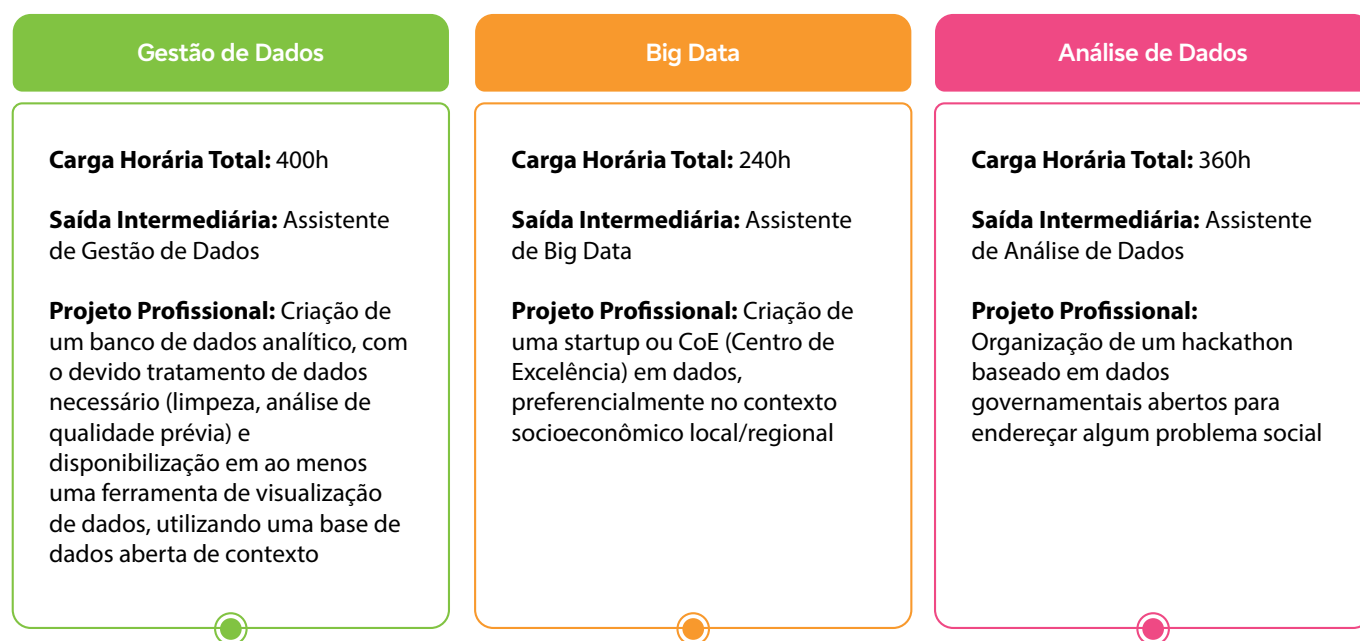 Gestão de Dados
Carga Horária Total: 400h
Saída Intermediária: Assistente
de Gestão de Dados
Projeto Profissional: Criação de
um banco de dados analítico, com
o devido tratamento de dados
necessário (limpeza, análise de
qualidade prévia) e
disponibilização em ao menos
uma ferramenta de visualização
de dados, utilizando uma base de
dados aberta de contexto
Big Data
Carga Horária Total: 240h
Saída Intermediária: Assistente
de Big Data
Projeto Profissional: Criação de
uma startup ou CoE (Centro de
Excelência) em dados,
preferencialmente no contexto
socioeconômico local/regional
Análise de Dados
Carga Horária Total: 360h
Saída Intermediária: Assistente
de Análise de Dados
Projeto Profissional:
Organização de um hackathon
baseado em dados
governamentais abertos para
endereçar algum problema social